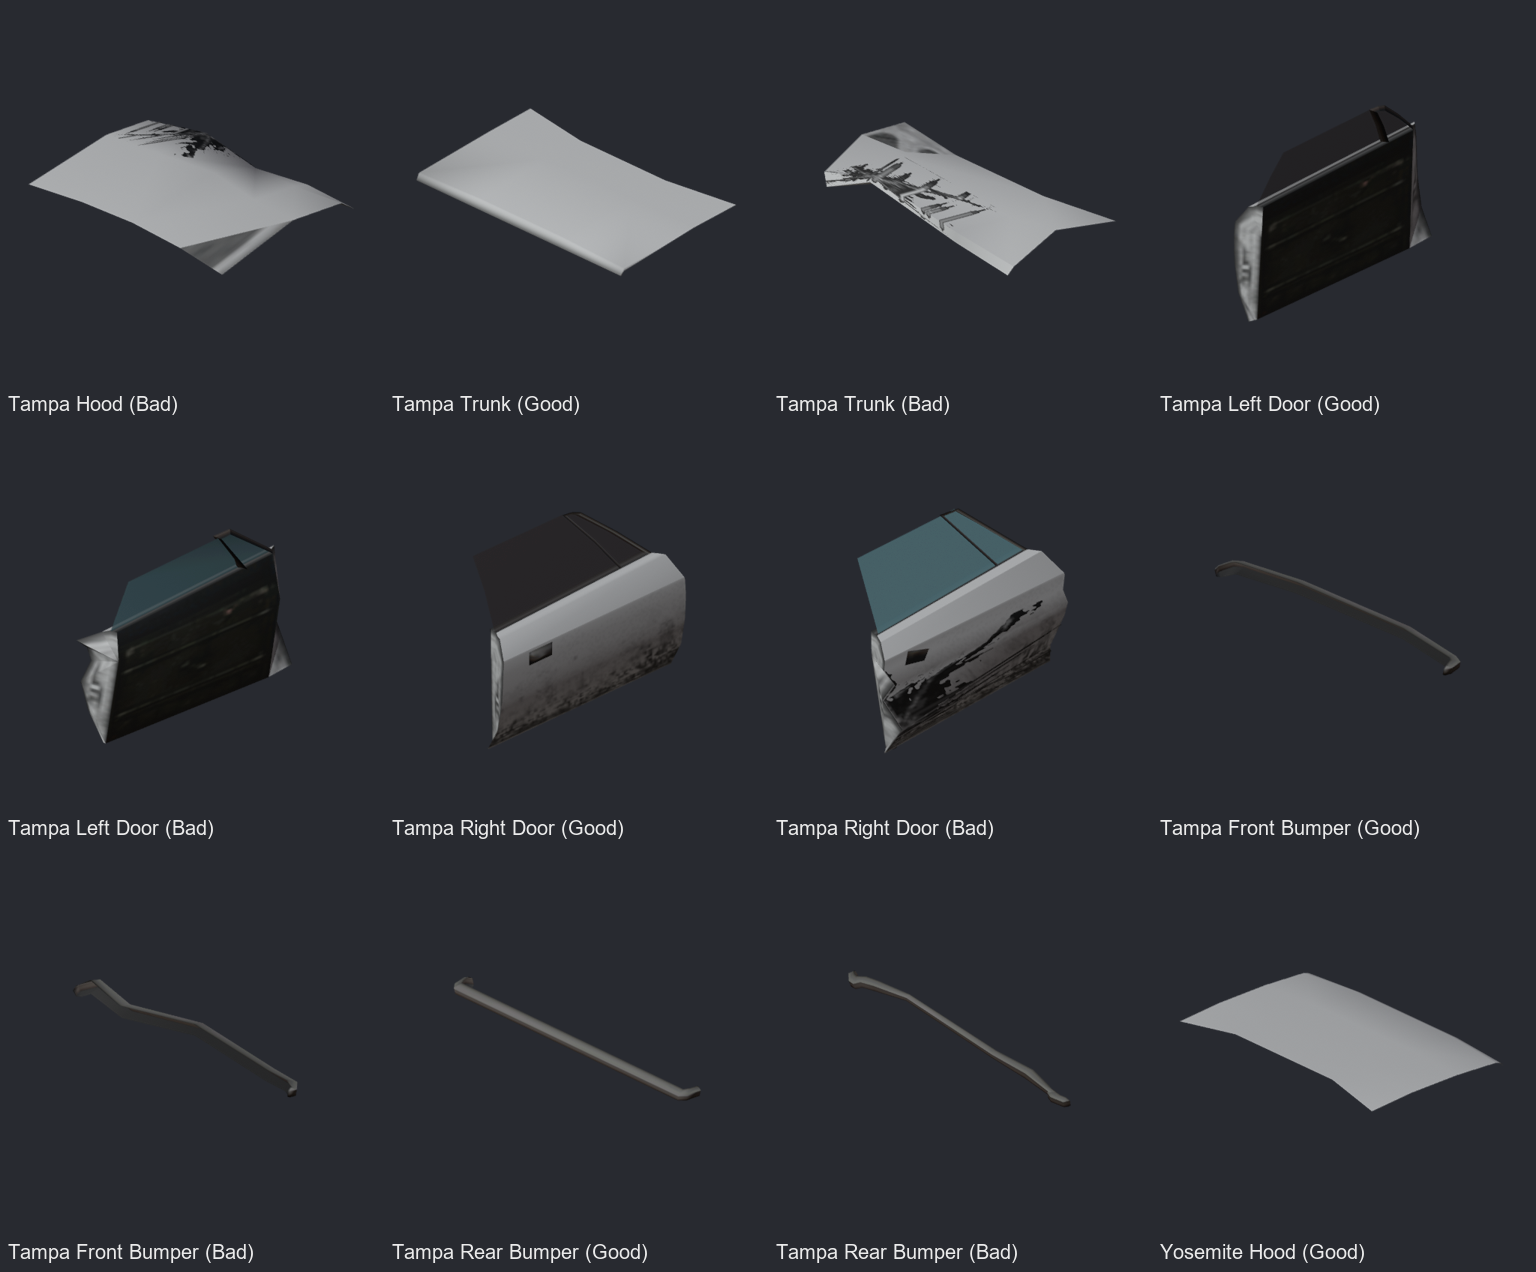 Tampa Hood (Bad)
Tampa Trunk (Good)
Tampa Trunk (Bad)
Tampa Left Door (Good)
Tampa Left Door (Bad)
Tampa Right Door (Good)
Tampa Right Door (Bad)
Tampa Front Bumper (Good)
Tampa Front Bumper (Bad)
Tampa Rear Bumper (Good)
Tampa Rear Bumper (Bad)
Yosemite Hood (Good)